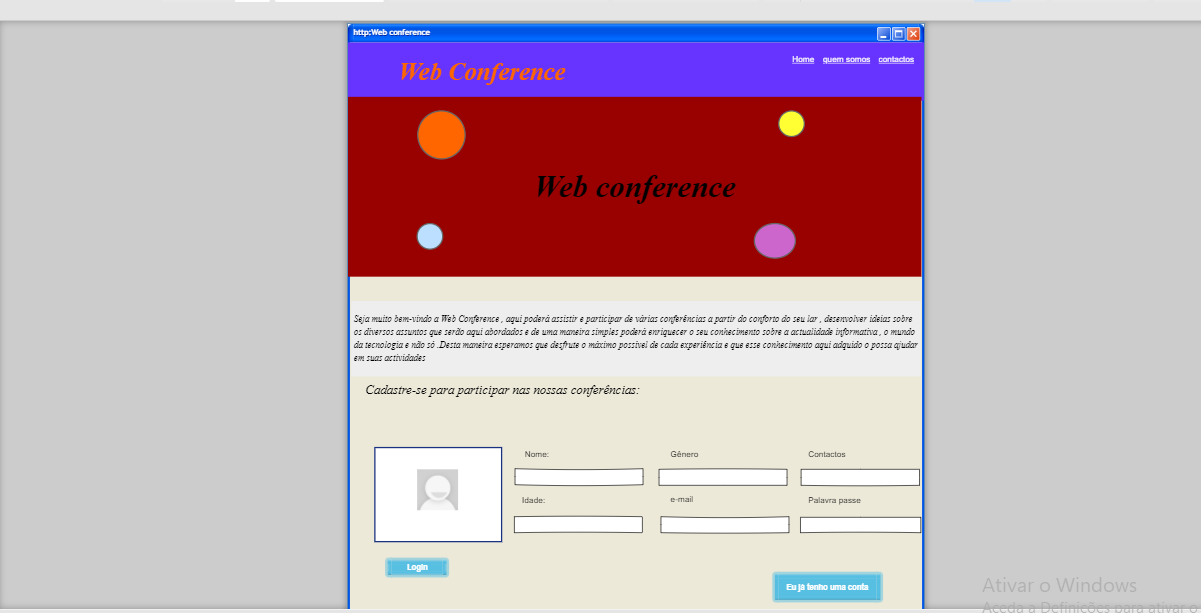 http:Web conference
Web Conference
Home quem somos contactos
Web conference
Seja muito bem-vindo a Web Conference , aqui poderá assistir e participar de várias conferências a partir do conforto do seu lar , desenvolver ideias sobre
os diversos assuntos que serão aqui abordados e de uma maneira simples poderá enriquecer o seu conhecimento sobre a actualidade informativa , o mundo
da tecnologia e não só .Desta maneira esperamos que desfrute o máximo possível de cada experiência e que esse conhecimento aqui adquido o possa ajudar
em suas actividades
Cadastre-se para participar nas nossas conferências:
Nome: Gênero Contactos
Idade: e-mail Palavra passe
Login
Eu já tenho uma conta
Ativar o Windows
Aceda a Definições para ativar o